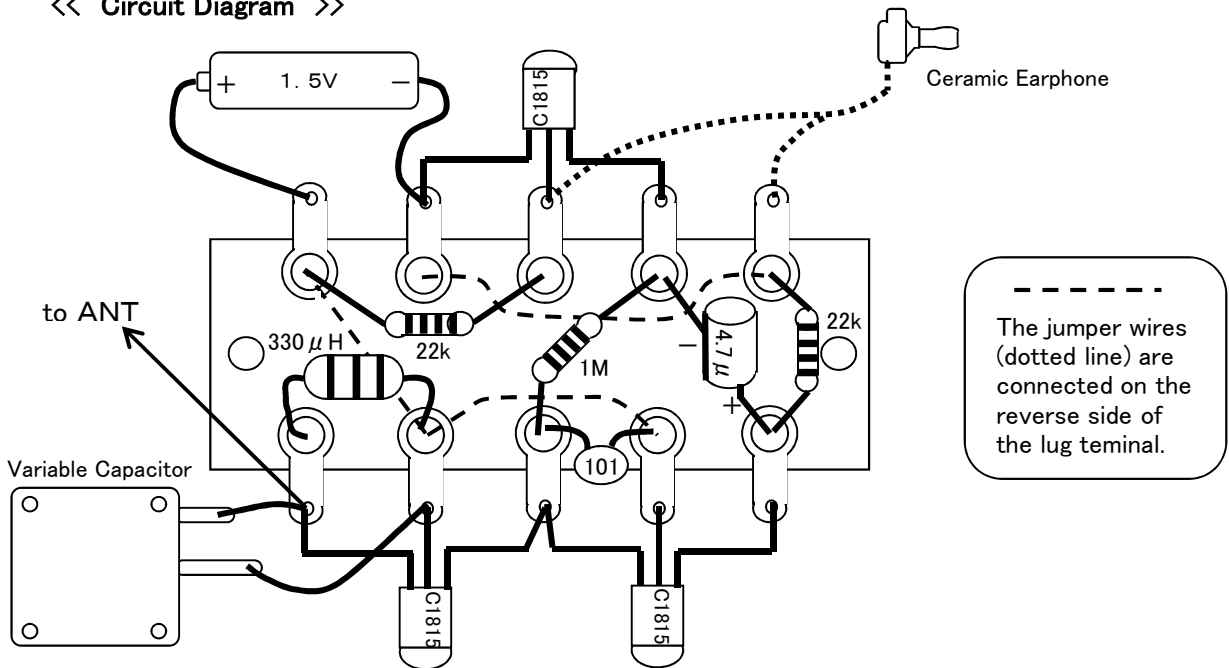 << Circuit Diagram >>
+ 1.5V −
C1815
Ceramic Earphone
to ANT
330μH
22k
1M
− 4.7μ +
22k
101
The jumper wires
(dotted line) are
connected on the
reverse side of
the lug teminal.
Variable Capacitor
C1815
C1815